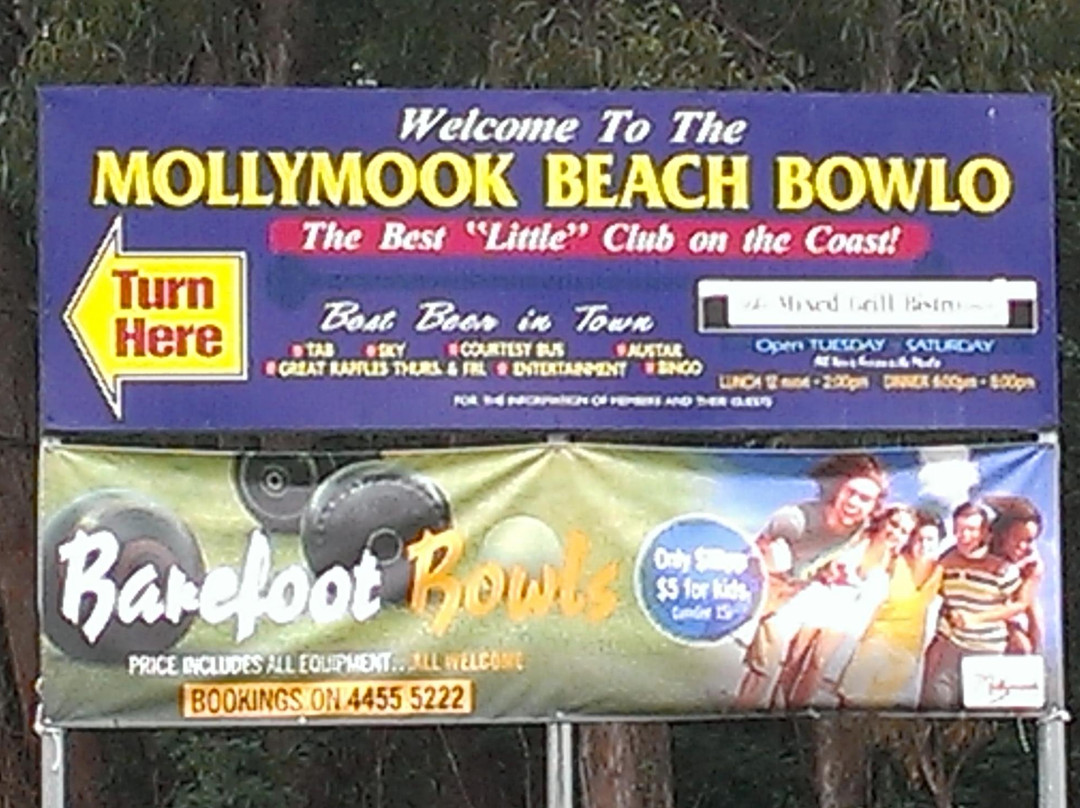 Welcome To The
MOLLYMOOK BEACH BOWLO
The Best "Little" Club on the Coast!
Turn
Here
Best Beer in Town
TAB SKY COURTESY BUS AUSTAR
GREAT RAFFLES THURS. & FRI. ENTERTAINMENT BINGO
FOR THE INFORMATION OF MEMBERS AND THEIR GUESTS
Mixed Grill Bistro
Open TUESDAY SATURDAY
LUNCH 12 - 2:00pm DINNER 6:00pm - 8:00pm
Barefoot Bowls
Only
$5 for kids
PRICE INCLUDES ALL EQUIPMENT... ALL WELCOME
BOOKINGS ON 4455 5222
Mollymook